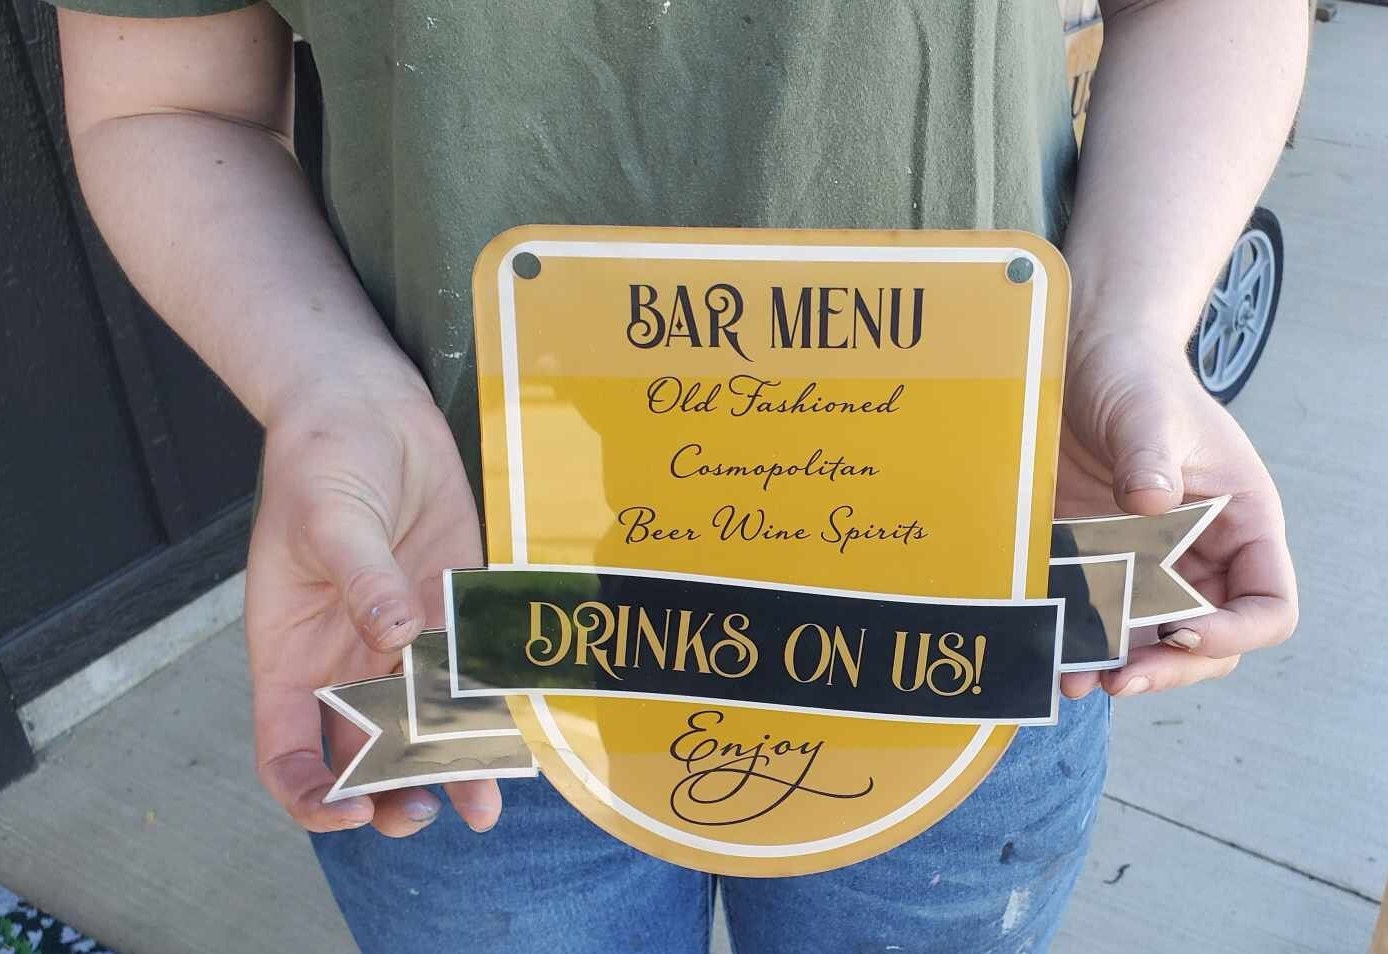 BAR MENU
Old Fashioned
Cosmopolitan
Beer Wine Spirits
DRINKS ON US!
Enjoy